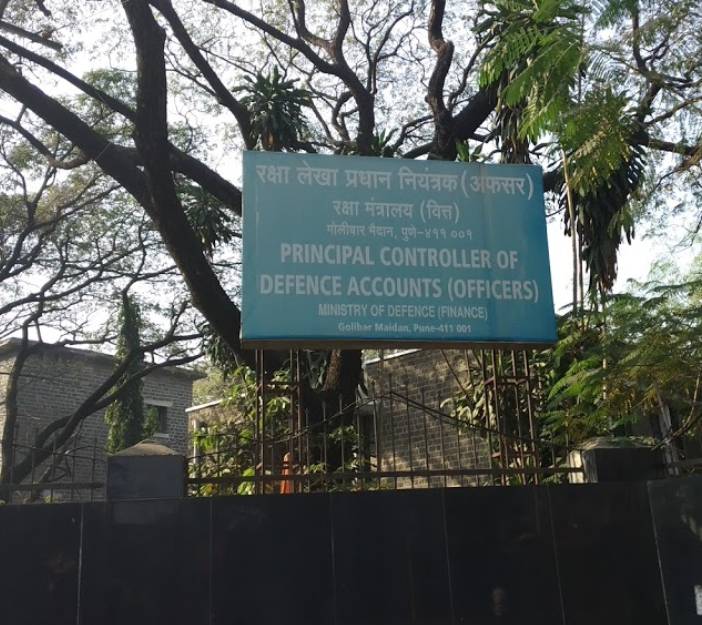 रक्षा लेखा प्रधान नियंत्रक (अफसर)
रक्षा मंत्रालय (वित्त)
गोलीबार मैदान, पुणे-४११ ००१
PRINCIPAL CONTROLLER OF
DEFENCE ACCOUNTS (OFFICERS)
MINISTRY OF DEFENCE (FINANCE)
Golibar Maidan, Pune-411 001